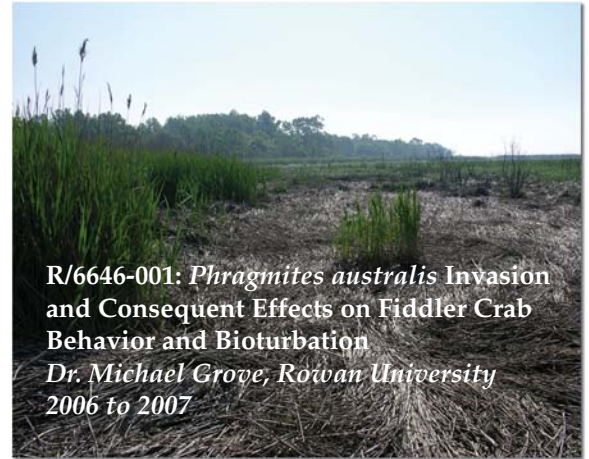 R/6646-001: Phragmites australis Invasion
and Consequent Effects on Fiddler Crab
Behavior and Bioturbation
Dr. Michael Grove, Rowan University
2006 to 2007